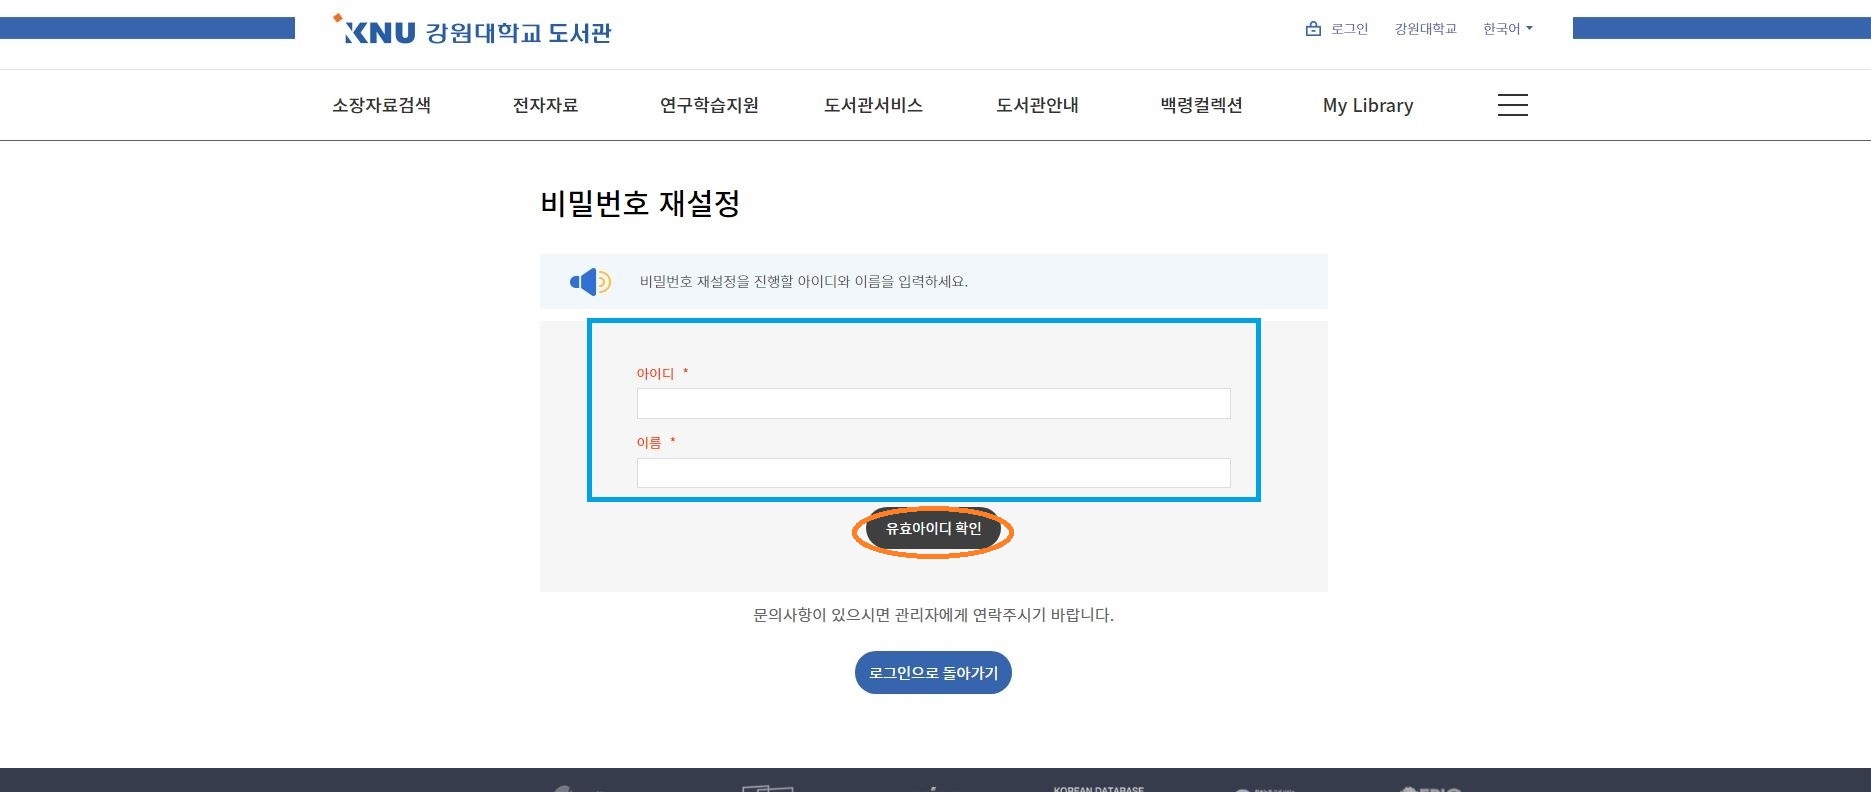 KNU 강원대학교 도서관
로그인 강원대학교 한국어
소장자료검색 전자자료 연구학습지원 도서관서비스 도서관안내 백령컬렉션 My Library
비밀번호 재설정
비밀번호 재설정을 진행할 아이디와 이름을 입력하세요.
아이디 *
이름 *
유효아이디 확인
문의사항이 있으시면 관리자에게 연락주시기 바랍니다.
로그인으로 돌아가기
KOREAN DATABASE